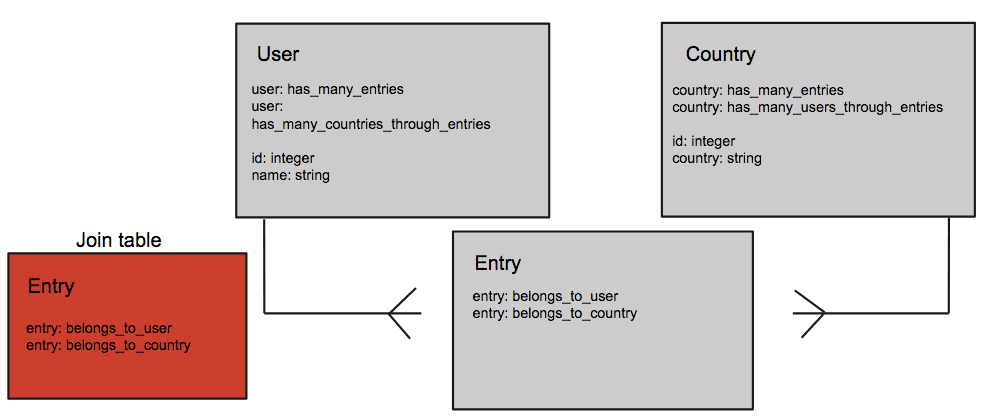 User
user: has_many_entries
user:
has_many_countries_through_entries
id: integer
name: string
Country
country: has_many_entries
country: has_many_users_through_entries
id: integer
country: string
Join table
Entry
entry: belongs_to_user
entry: belongs_to_country
Entry
entry: belongs_to_user
entry: belongs_to_country